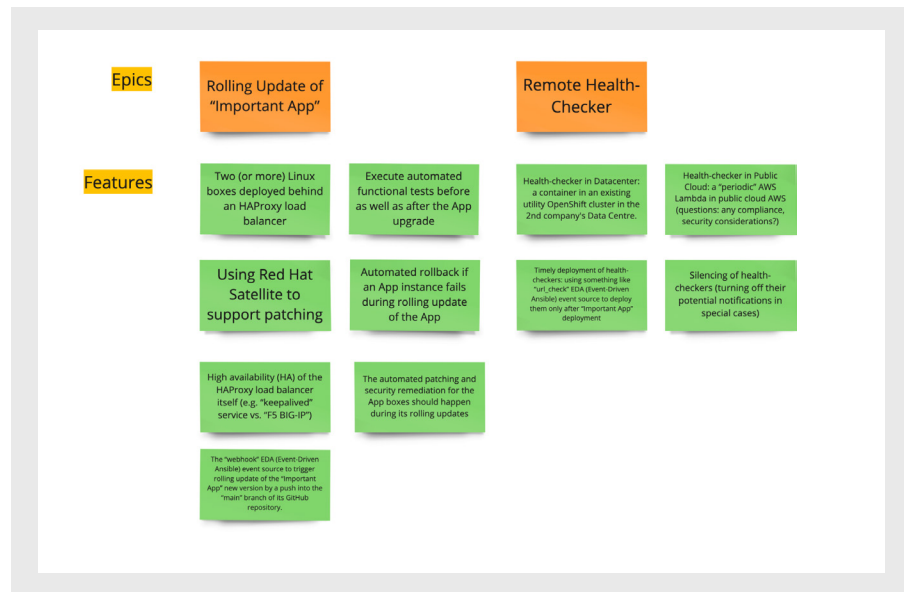 Epics
Rolling Update of
“Important App”
Remote Health-
Checker
Features
Two (or more) Linux
boxes deployed behind
an HAProxy load
balancer
Execute automated
functional tests before
as well as after the App
upgrade
Health-checker in Datacenter:
a container in an existing
utility OpenShift cluster in the
2nd company's Data Centre.
Health-checker in Public
Cloud: a “periodic” AWS
Lambda in public cloud AWS
(questions: any compliance,
security considerations?)
Using Red Hat
Satellite to
support patching
Automated rollback if
an App instance fails
during rolling update
of the App
Timely deployment of health-
checkers: using something like
“url_check” EDA (Event-Driven
Ansible) event source to deploy
them only after “Important App”
deployment
Silencing of health-
checkers (turning off their
potential notifications in
special cases)
High availability (HA) of the
HAProxy load balancer
itself (e.g. “keepalived”
service vs. “F5 BIG-IP”)
The automated patching and
security remediation for the
App boxes should happen
during its rolling updates
The “webhook” EDA (Event-Driven
Ansible) event source to trigger
rolling update of the “Important
App” new version by a push into the
“main” branch of its GitHub
repository.